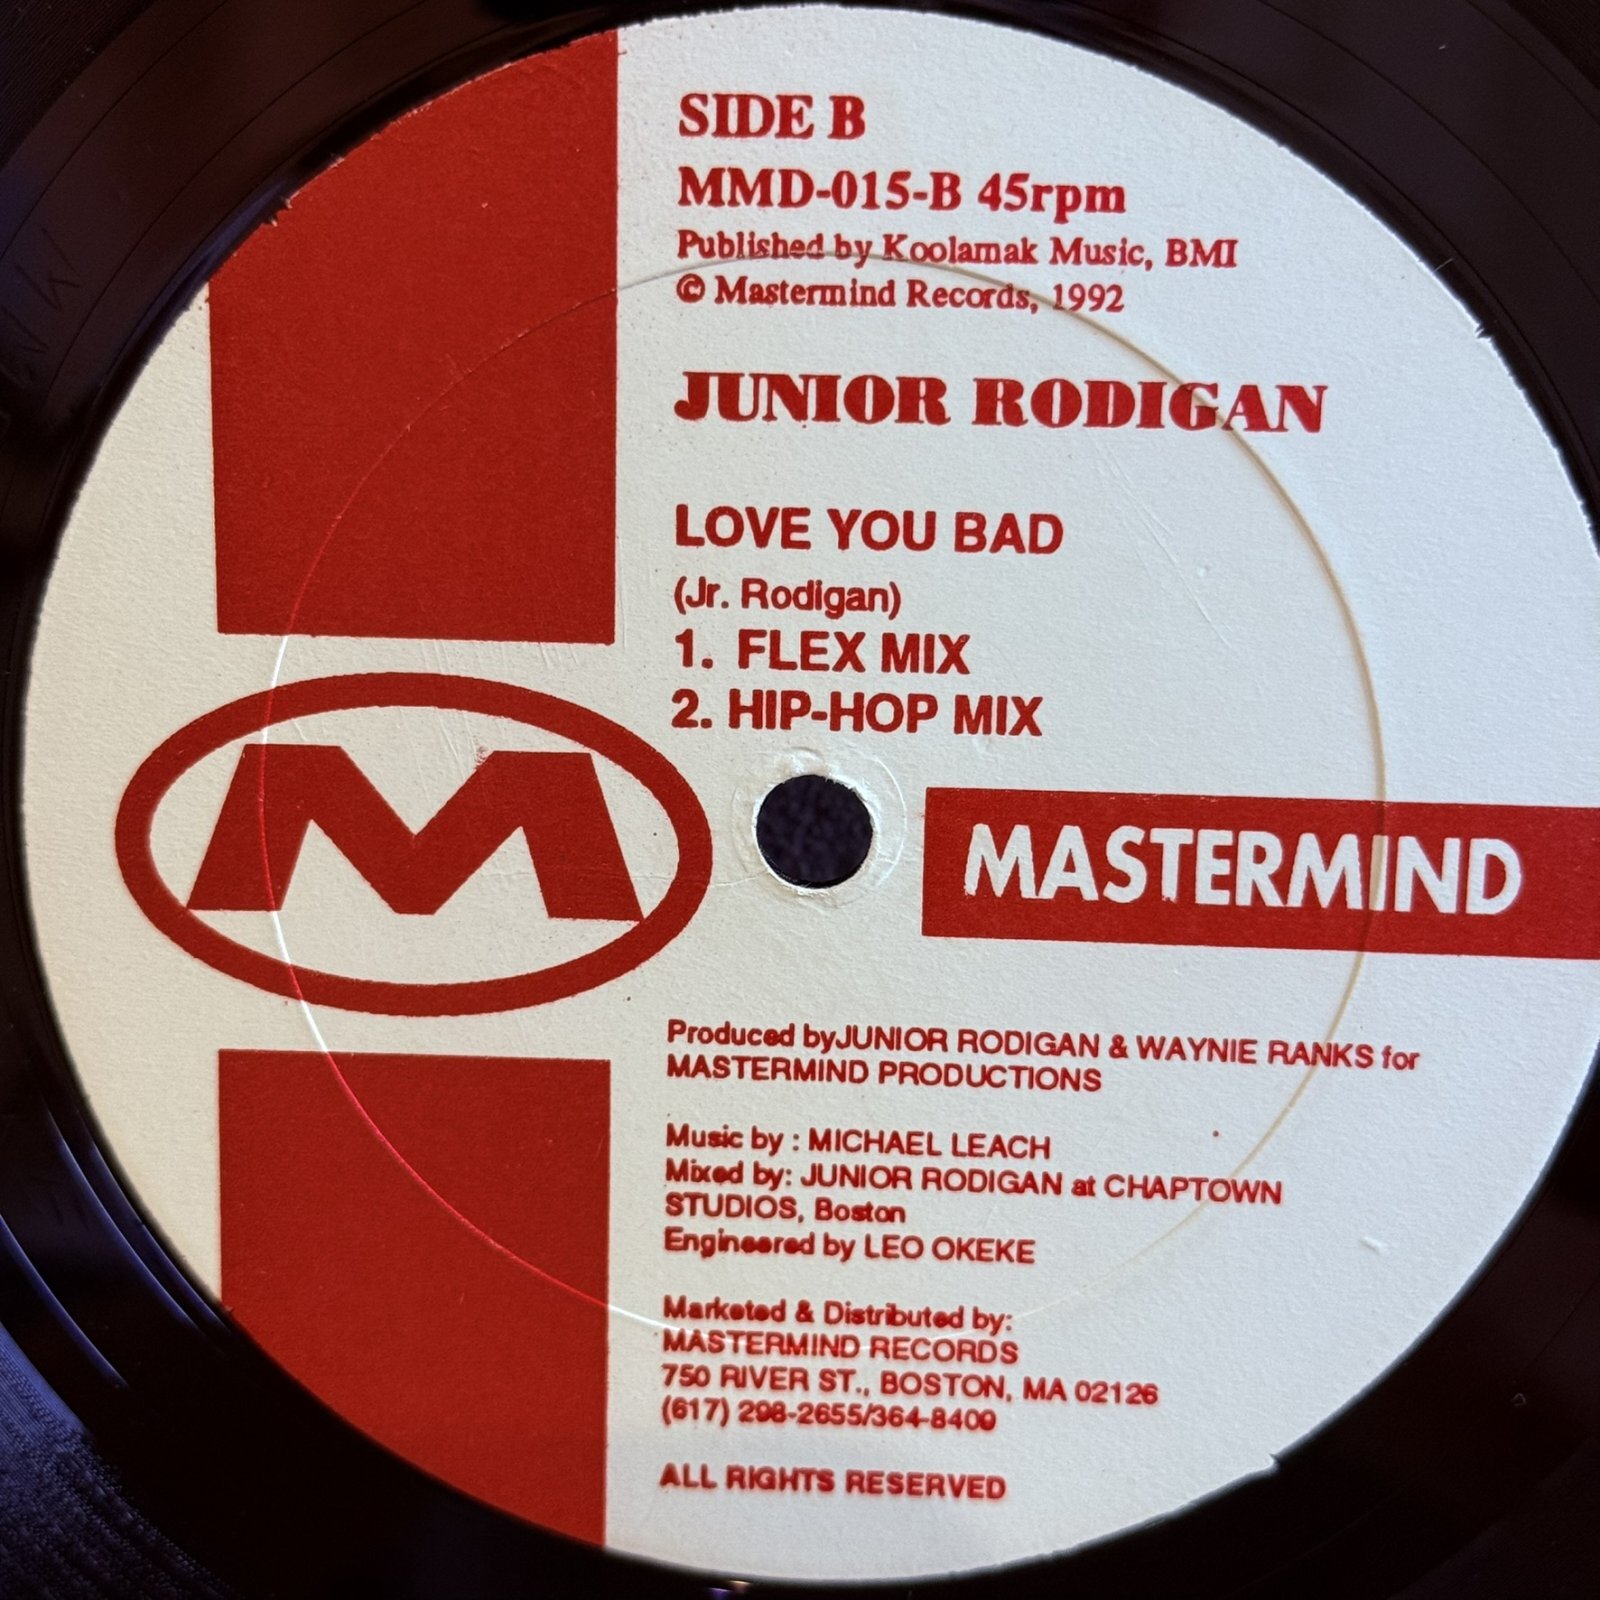 SIDE B
MMD-015-B 45rpm
Published by Koolamak Music, BMI
© Mastermind Records, 1992
JUNIOR RODIGAN
LOVE YOU BAD
(Jr. Rodigan)
1. FLEX MIX
2. HIP-HOP MIX
M
MASTERMIND
Produced byJUNIOR RODIGAN & WAYNIE RANKS for
MASTERMIND PRODUCTIONS
Music by : MICHAEL LEACH
Mixed by: JUNIOR RODIGAN at CHAPTOWN
STUDIOS, Boston
Engineered by LEO OKEKE
Marketed & Distributed by:
MASTERMIND RECORDS
750 RIVER ST., BOSTON, MA 02126
(617) 298-2655/364-8400
ALL RIGHTS RESERVED